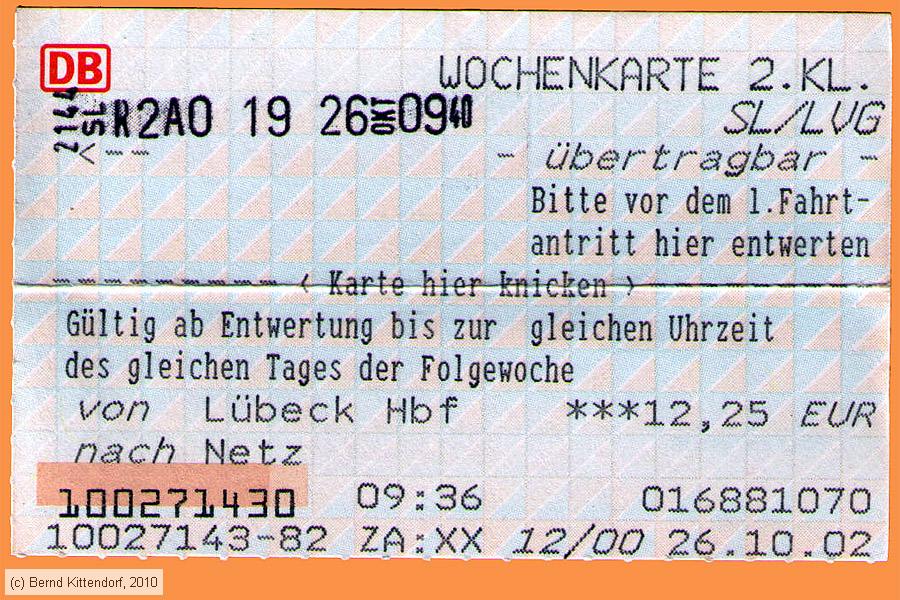 DB
WOCHENKARTE 2.KL.
2144
SL
R2A0 19 26 OKT 09 40
SL/LVG
<--
- übertragbar -
Bitte vor dem 1.Fahrt-
antritt hier entwerten
---------- < Karte hier knicken >
Gültig ab Entwertung bis zur gleichen Uhrzeit
des gleichen Tages der Folgewoche
von Lübeck Hbf ***12,25 EUR
nach Netz
100271430 09:36 016881070
10027143-82 ZA:XX 12/00 26.10.02
(c) Bernd Kittendorf, 2010